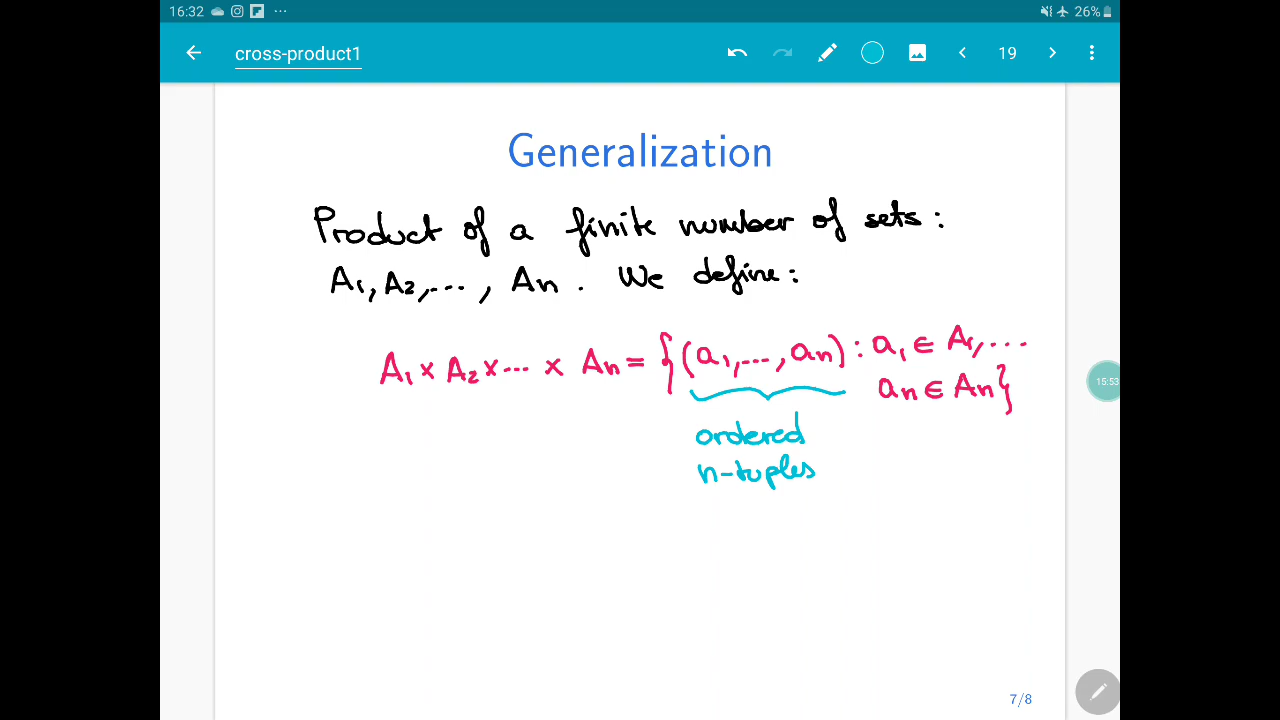 16:32 ... 26%
cross-product1 19
Generalization
Product of a finite number of sets:
A₁, A₂, ..., An. We define:
A₁ × A₂ × ... × An = {(a₁, ..., an) : a₁ ∈ A₁, ...
an ∈ An}
15:53
ordered
n-tuples
7/8